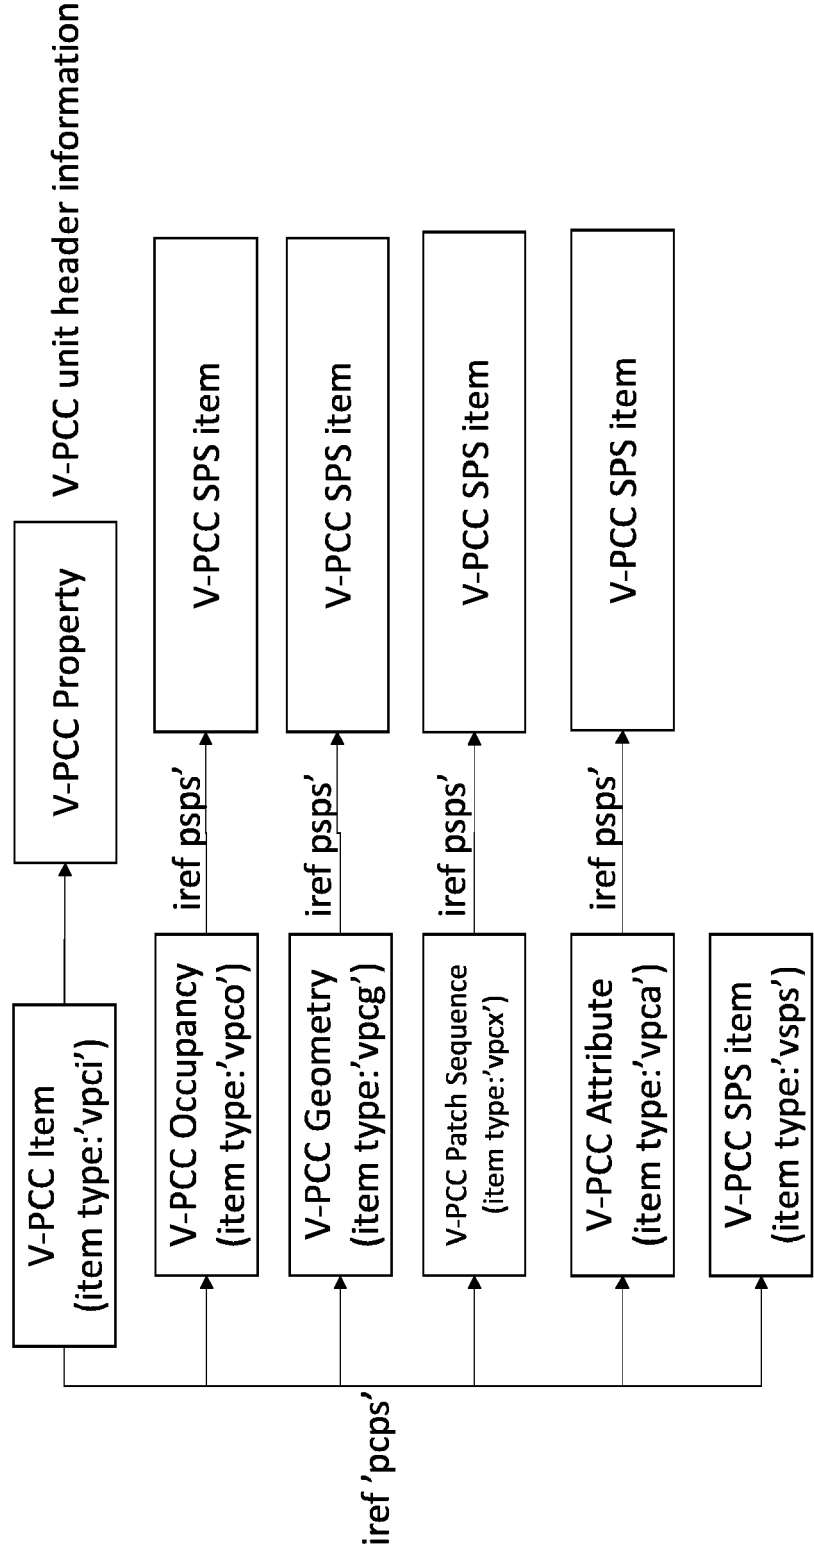 V-PCC Item
(item type:'vpci')
V-PCC Property
V-PCC unit header information
iref 'pcps'
V-PCC Occupancy
(item type:'vpco')
iref psps'
V-PCC SPS item
V-PCC Geometry
(item type:'vpcg')
iref psps'
V-PCC SPS item
V-PCC Patch Sequence
(item type:'vpcx')
iref psps'
V-PCC SPS item
V-PCC Attribute
(item type:'vpca')
iref psps'
V-PCC SPS item
V-PCC SPS item
(item type:'vsps')